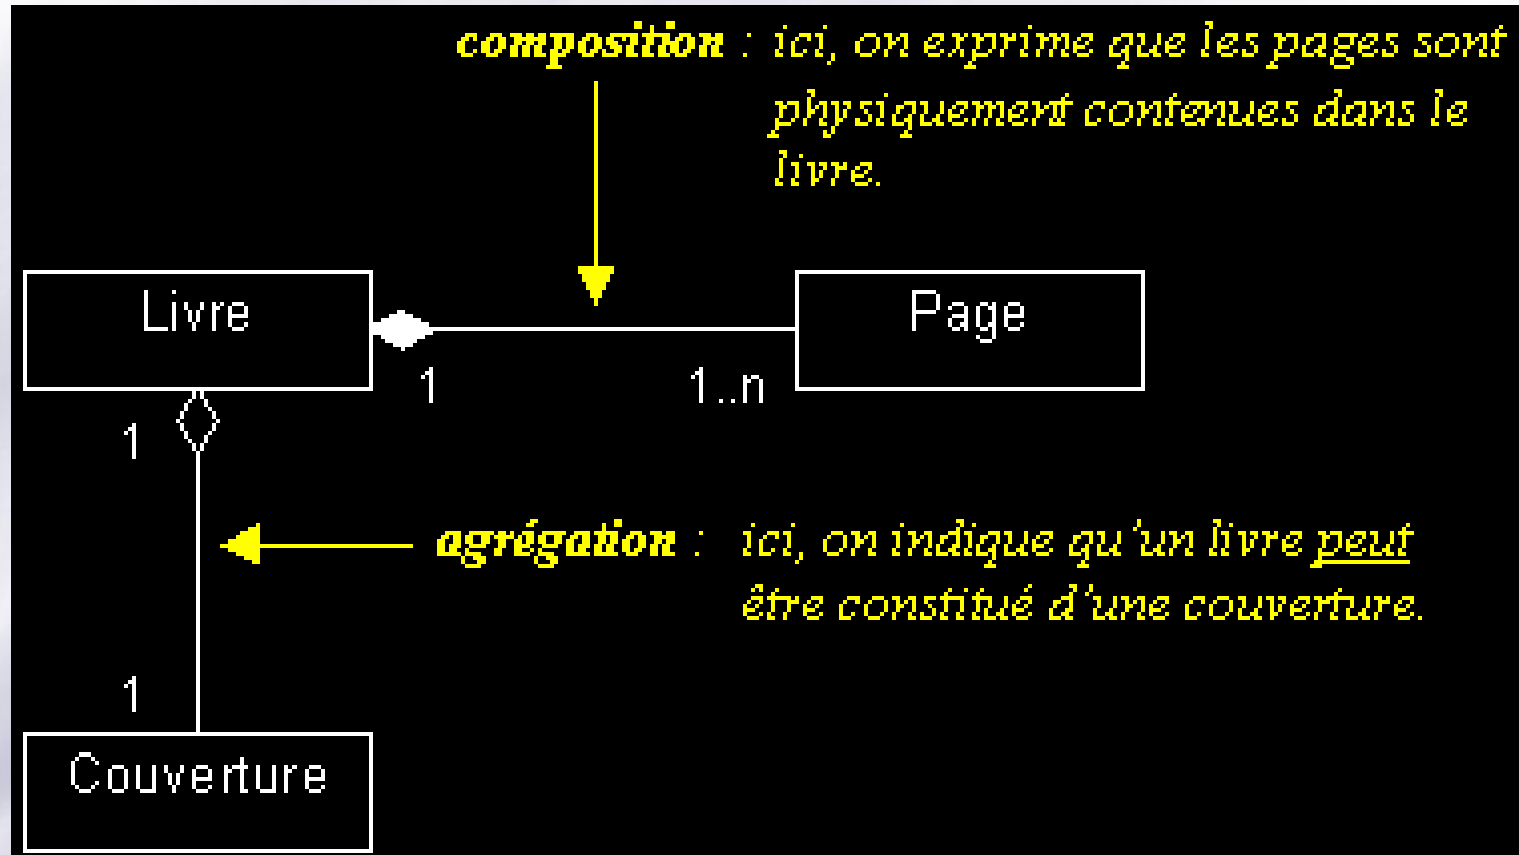 composition : ici, on exprime que les pages sont
physiquement contenues dans le
livre.
Livre
Page
1
1..n
1
agrégation : ici, on indique qu'un livre peut
être constitué d'une couverture.
1
Couverture